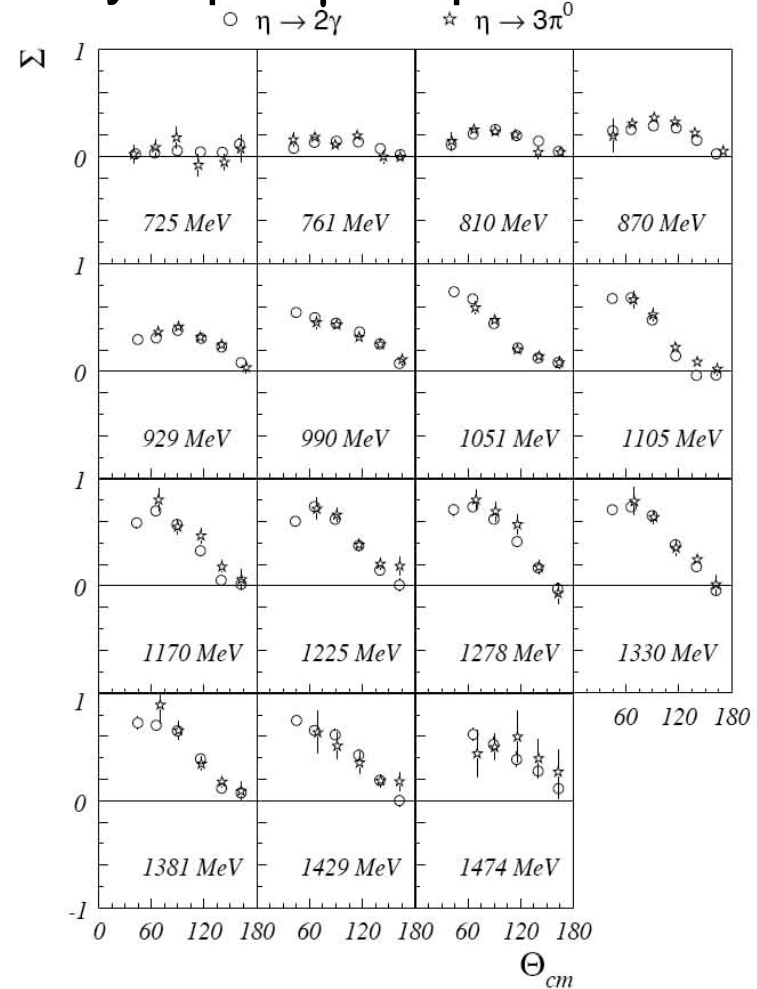 η → 2γ η → 3π⁰
Σ
1
0
725 MeV 761 MeV 810 MeV 870 MeV
1
0
929 MeV 990 MeV 1051 MeV 1105 MeV
1
0
1170 MeV 1225 MeV 1278 MeV 1330 MeV
1
60 120 180
0
1381 MeV 1429 MeV 1474 MeV
-1
0 60 120 180 60 120 180 60 120 180
Θcm